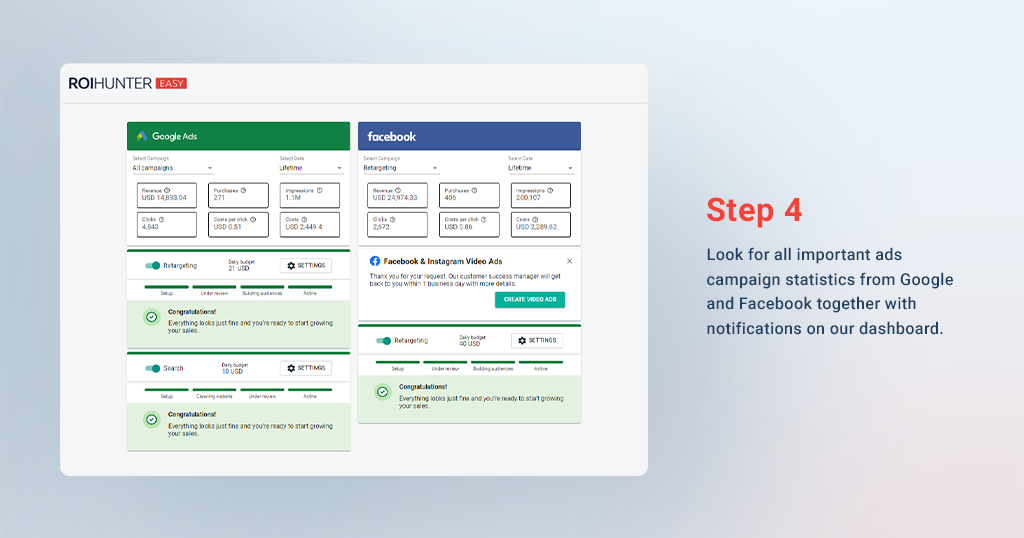 ROIHUNTER EASY
Google Ads
Select Campaign
All campaigns
Select Date
Lifetime
Revenue
USD 14,893.04
Purchases
271
Impressions
1.1M
Clicks
4,843
Costs per click
USD 0.51
Costs
USD 2,449.4
Retargeting
Daily budget
21 USD
SETTINGS
Setup
Under review
Building audiences
Active
Congratulations!
Everything looks just fine and you're ready to start growing
your sales.
Search
Daily budget
10 USD
SETTINGS
Setup
Crawling website
Under review
Active
Congratulations!
Everything looks just fine and you're ready to start growing
your sales.
facebook
Select Campaign
Retargeting
Select Date
Lifetime
Revenue
USD 24,974.33
Purchases
406
Impressions
200,107
Clicks
2,672
Costs per click
USD 0.86
Costs
USD 2,289.62
Facebook & Instagram Video Ads
Thank you for your request. Our customer success manager will get
back to you within 1 business day with more details.
CREATE VIDEO ADS
Retargeting
Daily budget
40 USD
SETTINGS
Setup
Under review
Building audiences
Active
Congratulations!
Everything looks just fine and you're ready to start growing
your sales.
Step 4
Look for all important ads
campaign statistics from Google
and Facebook together with
notifications on our dashboard.